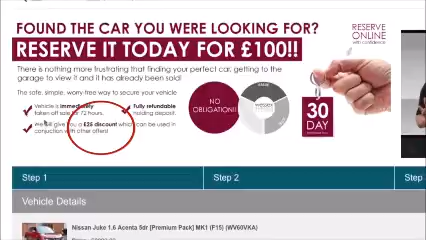 FOUND THE CAR YOU WERE LOOKING FOR?
RESERVE IT TODAY FOR £100!!
RESERVE
ONLINE
with confidence
There is nothing more frustrating that finding your perfect car, getting to the
garage to view it and it has already been sold!
The safe, simple, worry-free way to secure your vehicle
Vehicle is immediately
taken off sale for 72 hours.
Fully refundable
holding deposit.
We will give you a £25 discount which can be used in
conjuction with other offers!
NO
OBLIGATION!!
30
DAY
Step 1
Step 2
Step
Vehicle Details
Nissan Juke 1.6 Acenta 5dr [Premium Pack] MK1 (F15) (WV60VKA)